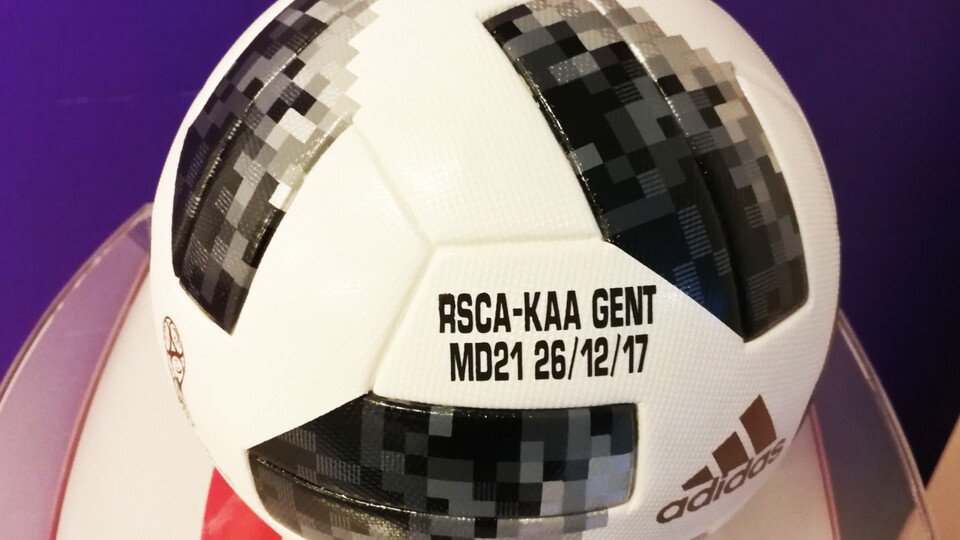 RSCA-KAA GENT
MD21 26/12/17
adidas